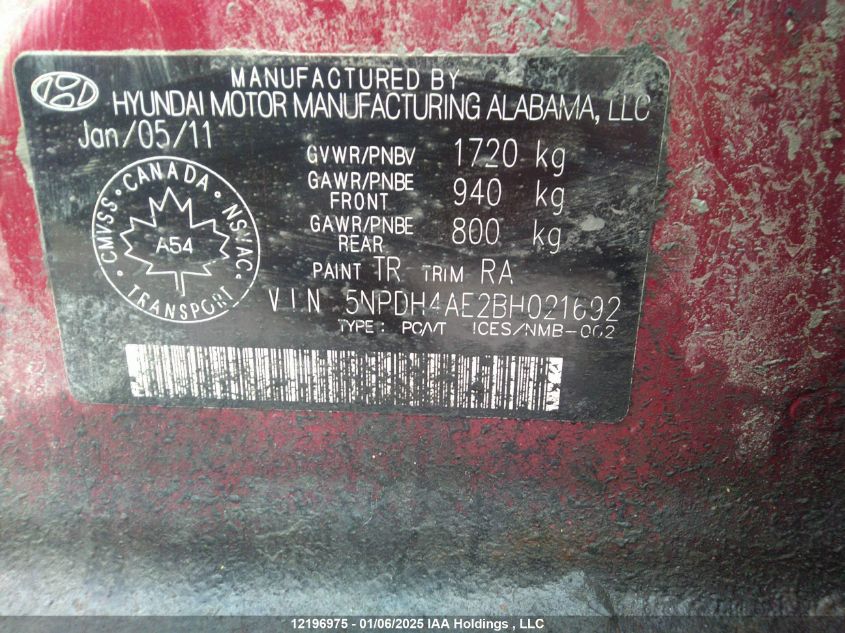 MANUFACTURED BY
HYUNDAI MOTOR MANUFACTURING ALABAMA, LLC
Jan/05/11
GVWR/PNBV 1720 kg
GAWR/PNBE FRONT 940 kg
GAWR/PNBE REAR 800 kg
PAINT TR TRIM RA
VIN 5NPDH4AE2BH021692
TYPE: PC/VT ICES/NMB-002
CMVSS · CANADA · NSVAC · TRANSPORT ·
A54
12196975 - 01/06/2025 IAA Holdings , LLC